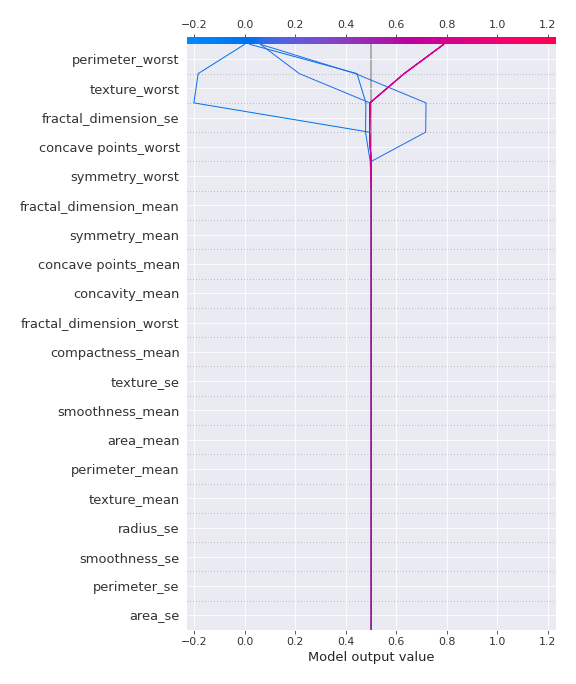 −0.2 0.0 0.2 0.4 0.6 0.8 1.0 1.2
perimeter_worst
texture_worst
fractal_dimension_se
concave points_worst
symmetry_worst
fractal_dimension_mean
symmetry_mean
concave points_mean
concavity_mean
fractal_dimension_worst
compactness_mean
texture_se
smoothness_mean
area_mean
perimeter_mean
texture_mean
radius_se
smoothness_se
perimeter_se
area_se
−0.2 0.0 0.2 0.4 0.6 0.8 1.0 1.2
Model output value